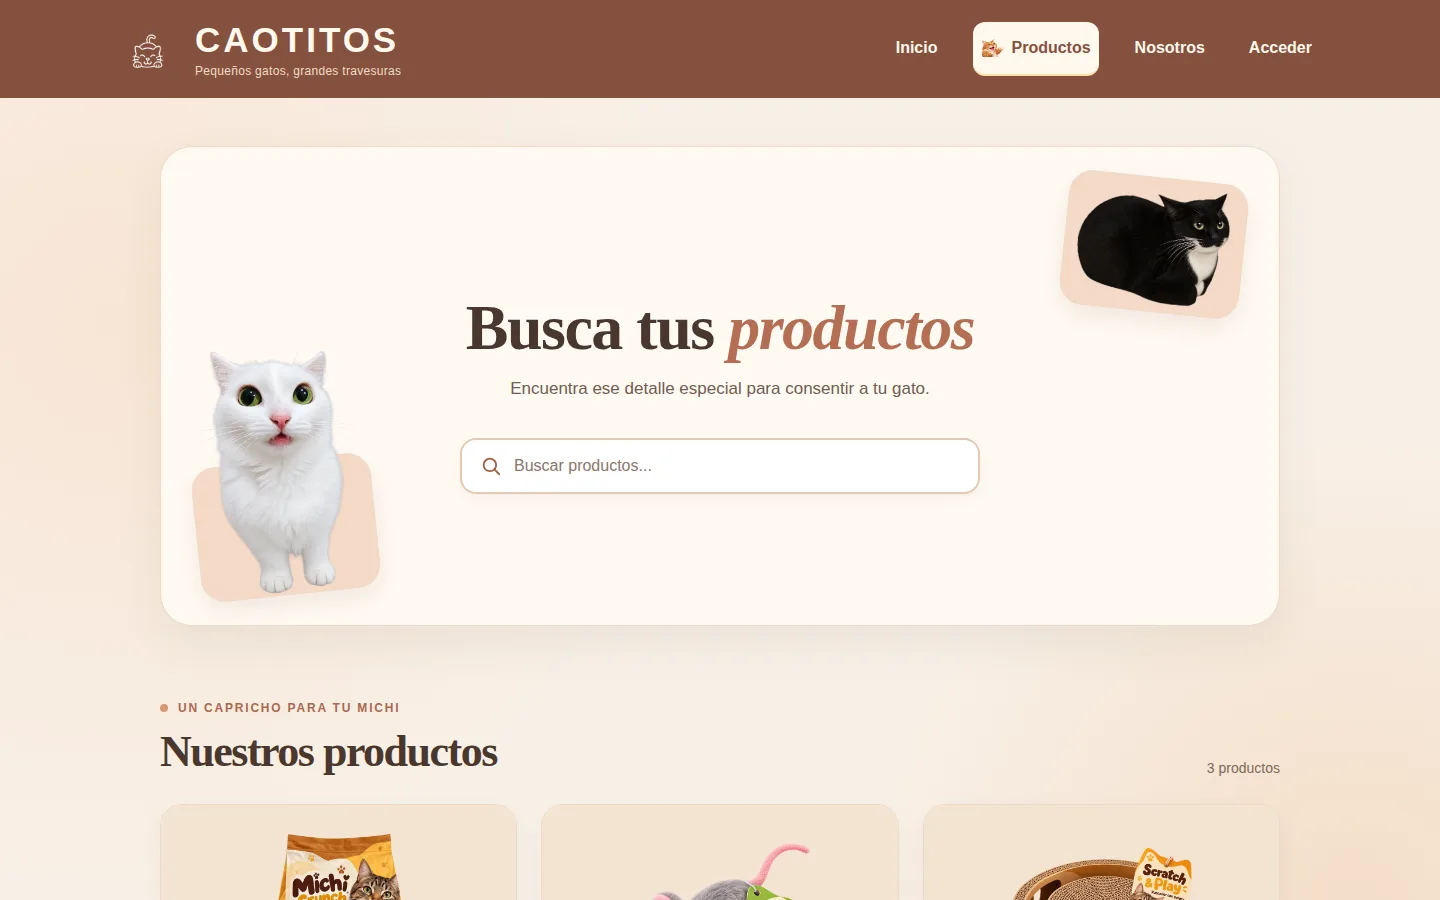 CAOTITOS
Pequeños gatos, grandes travesuras
Inicio
Productos
Nosotros
Acceder
Busca tus productos
Encuentra ese detalle especial para consentir a tu gato.
Buscar productos...
UN CAPRICHO PARA TU MICHI
Nuestros productos
3 productos
Michi
Crunch
Scratch
& Play